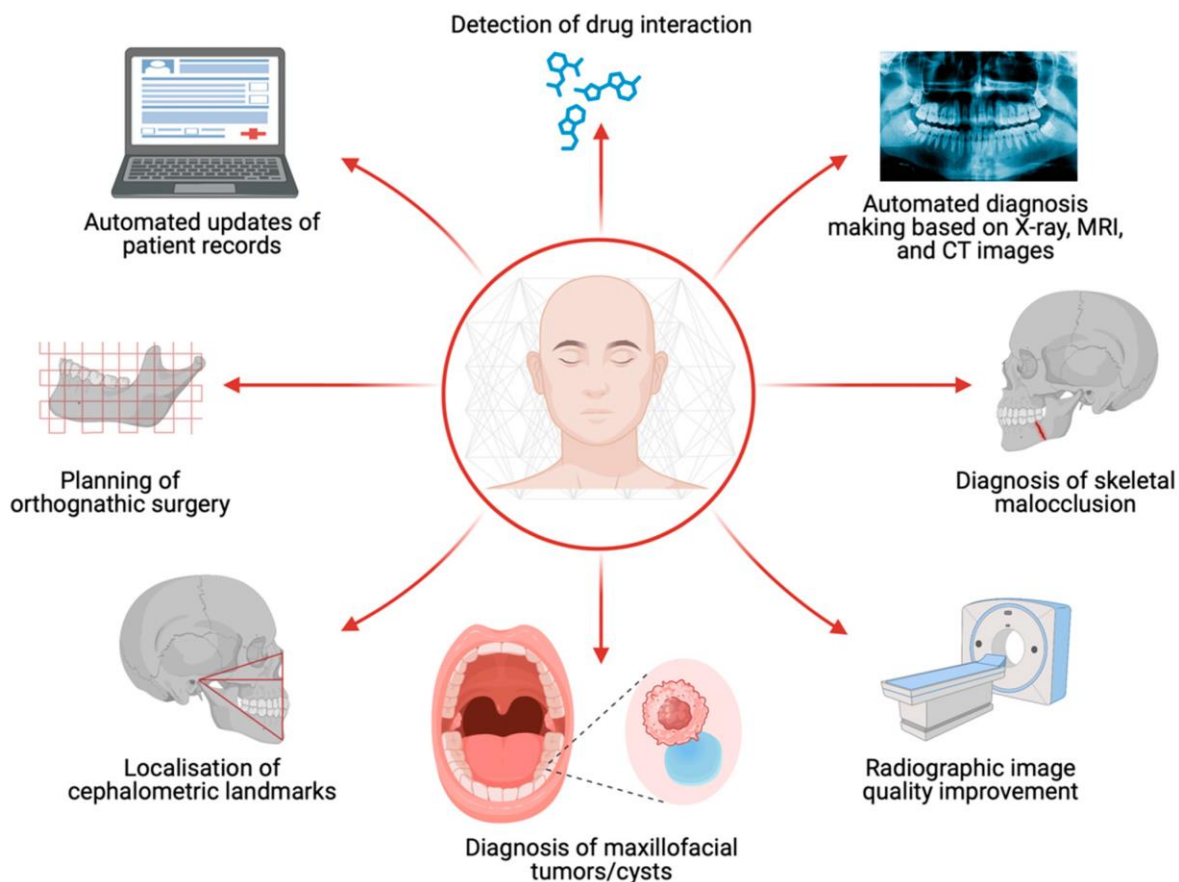 Detection of drug interaction
Automated updates of
patient records
Automated diagnosis
making based on X-ray, MRI,
and CT images
Planning of
orthognathic surgery
Diagnosis of skeletal
malocclusion
Localisation of
cephalometric landmarks
Radiographic image
quality improvement
Diagnosis of maxillofacial
tumors/cysts